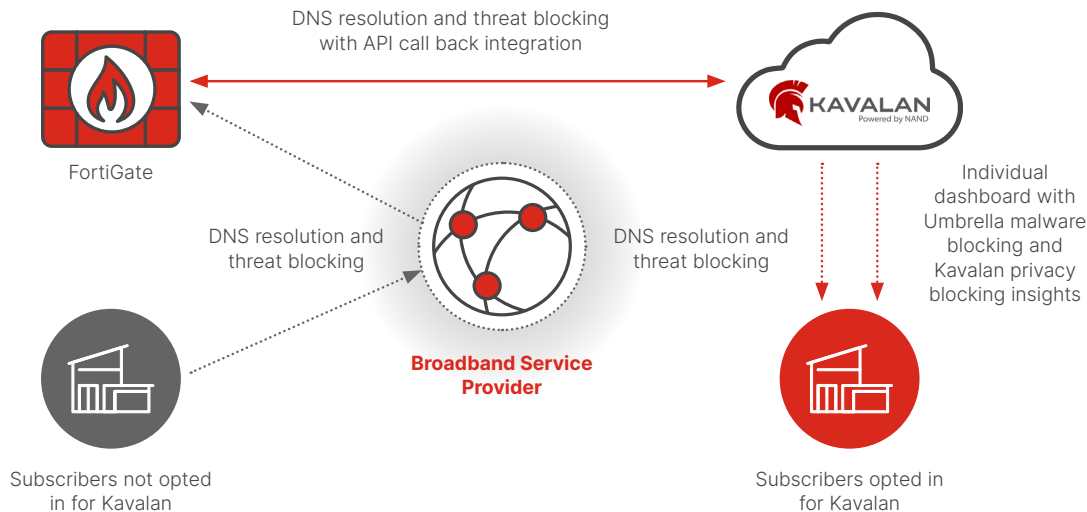 DNS resolution and threat blocking
with API call back integration
KAVALAN
Powered by NAND
FortiGate
Individual
dashboard with
Umbrella malware
blocking and
Kavalan privacy
blocking insights
DNS resolution and
threat blocking
DNS resolution and
threat blocking
Broadband Service
Provider
Subscribers not opted
in for Kavalan
Subscribers opted in
for Kavalan